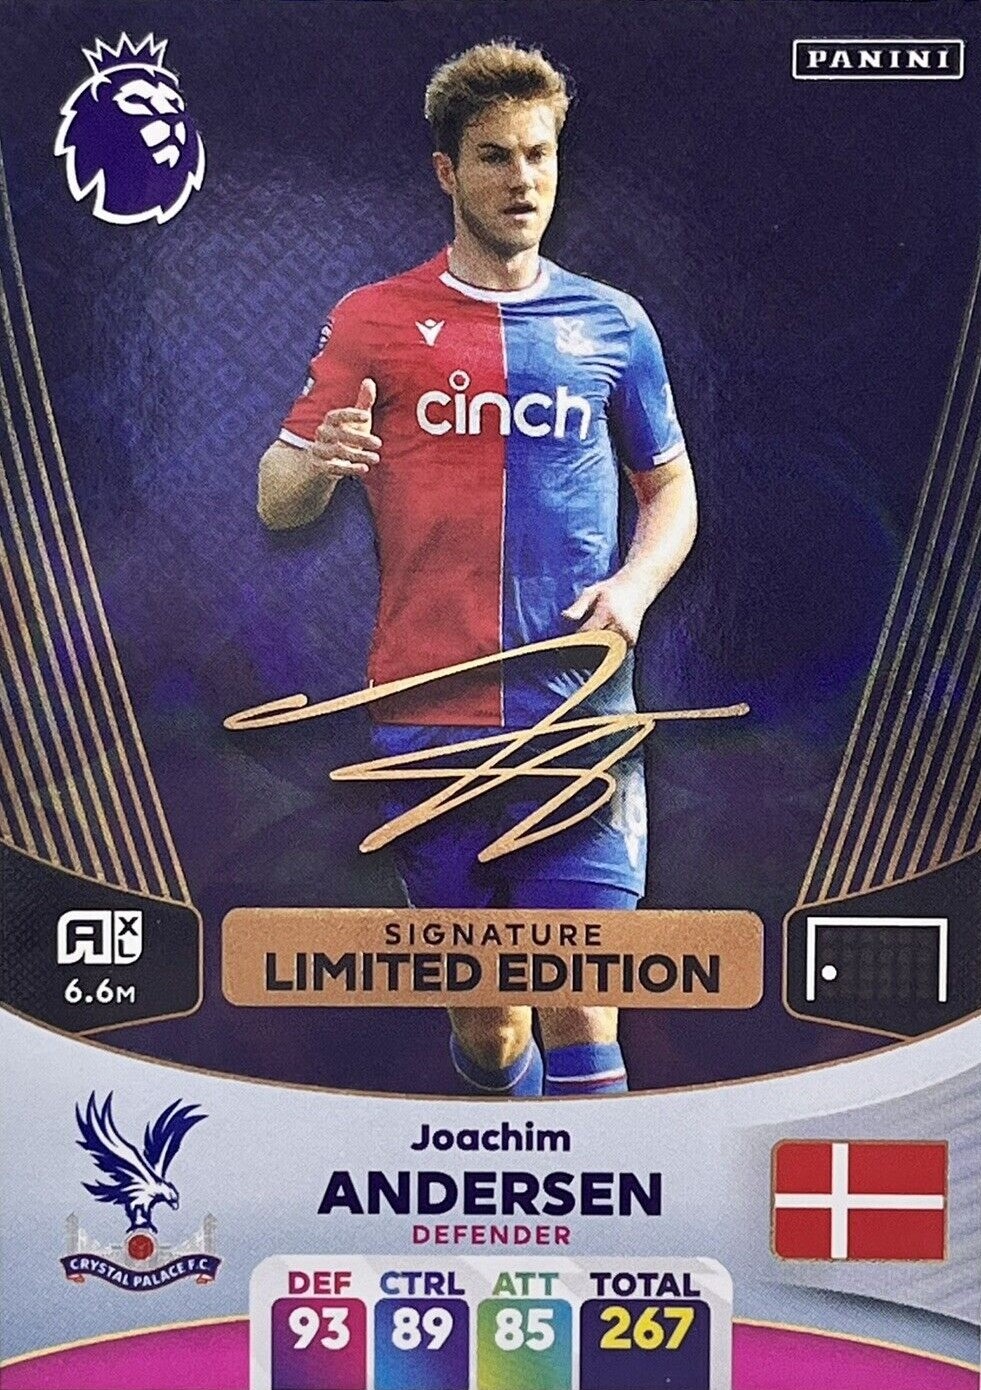 PANINI
cinch
A XL
6.6M
SIGNATURE
LIMITED EDITION
Joachim
ANDERSEN
DEFENDER
CRYSTAL PALACE F.C.
DEF CTRL ATT TOTAL
93 89 85 267